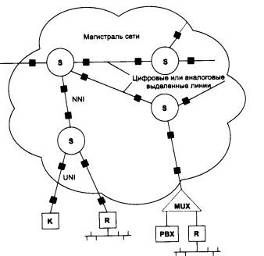 Магистраль сети
S
S
Цифровые или аналоговые
выделенные линии
NNI
S
S
UNI
MUX
K
R
PBX
R